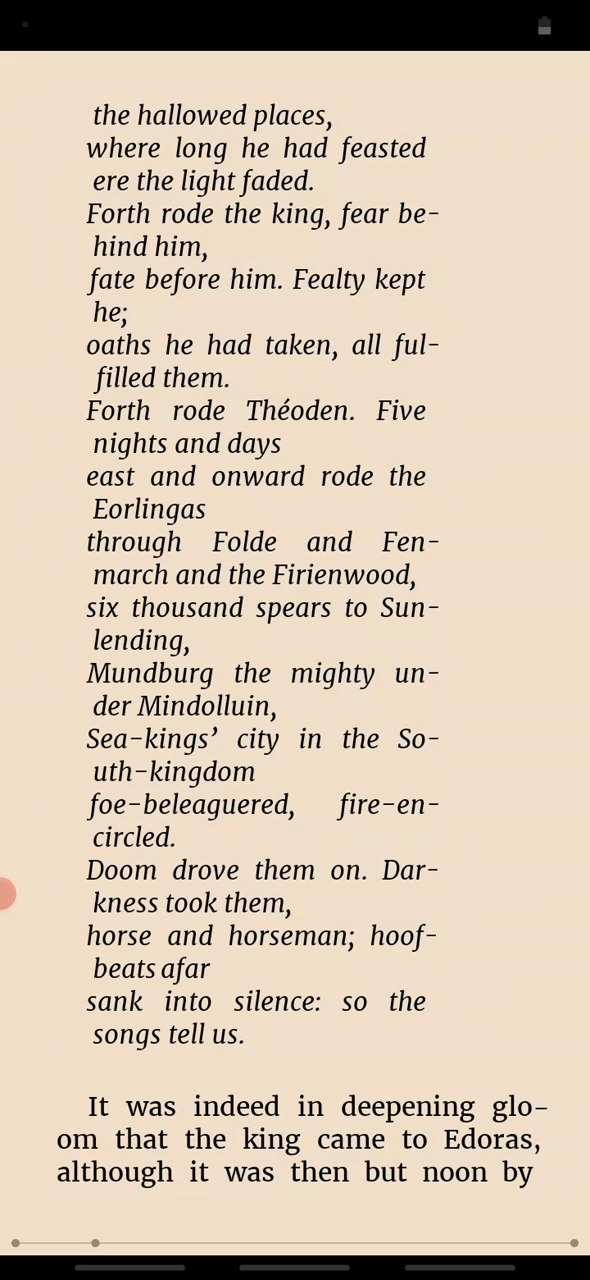 the hallowed places,
where long he had feasted
ere the light faded.
Forth rode the king, fear be-
hind him,
fate before him. Fealty kept
he;
oaths he had taken, all ful-
filled them.
Forth rode Théoden. Five
nights and days
east and onward rode the
Eorlingas
through Folde and Fen-
march and the Firienwood,
six thousand spears to Sun-
lending,
Mundburg the mighty un-
der Mindolluin,
Sea-kings’ city in the So-
uth-kingdom
foe-beleaguered, fire-en-
circled.
Doom drove them on. Dar-
kness took them,
horse and horseman; hoof-
beats afar
sank into silence: so the
songs tell us.
It was indeed in deepening glo-
om that the king came to Edoras,
although it was then but noon by